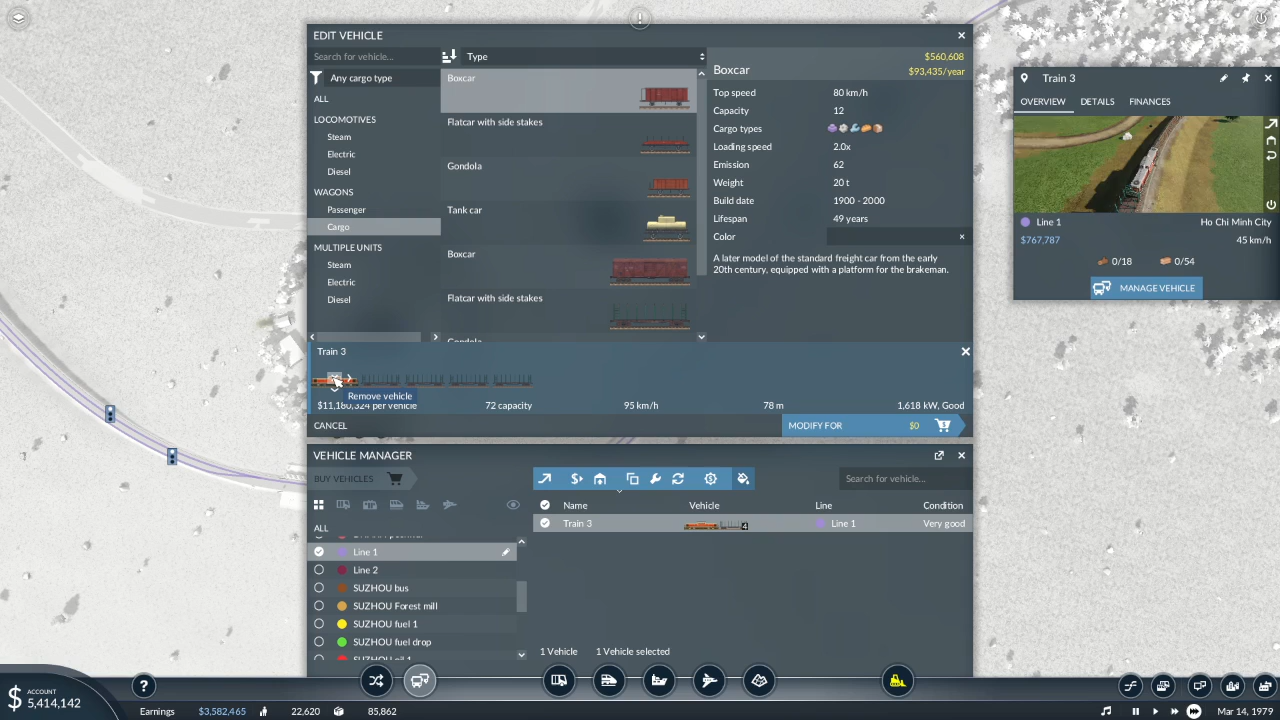 EDIT VEHICLE
Search for vehicle...
Type
$560,608
Any cargo type
ALL
LOCOMOTIVES
Steam
Electric
Diesel
WAGONS
Passenger
Cargo
MULTIPLE UNITS
Steam
Electric
Diesel
Boxcar
Flatcar with side stakes
Gondola
Tank car
Boxcar
Flatcar with side stakes
Boxcar
$93,435/year
Top speed 80 km/h
Capacity 12
Cargo types
Loading speed 2.0x
Emission 62
Weight 20 t
Build date 1900 - 2000
Lifespan 49 years
Color
A later model of the standard freight car from the early
20th century, equipped with a platform for the brakeman.
Train 3
Remove vehicle
$11,180,324 per vehicle 72 capacity 95 km/h 78 m 1,618 kW, Good
CANCEL
MODIFY FOR $0
VEHICLE MANAGER
BUY VEHICLES
Search for vehicle...
ALL
Line 1
Line 2
SUZHOU bus
SUZHOU Forest mill
SUZHOU fuel 1
SUZHOU fuel drop
Name Vehicle Line Condition
Train 3 4 Line 1 Very good
1 Vehicle 1 Vehicle selected
Train 3
OVERVIEW DETAILS FINANCES
Line 1 Ho Chi Minh City
$767,787 45 km/h
0/18 0/54
MANAGE VEHICLE
$ ACCOUNT
5,414,142
?
Earnings $3,582,465 22,620 85,862
Mar 14, 1979